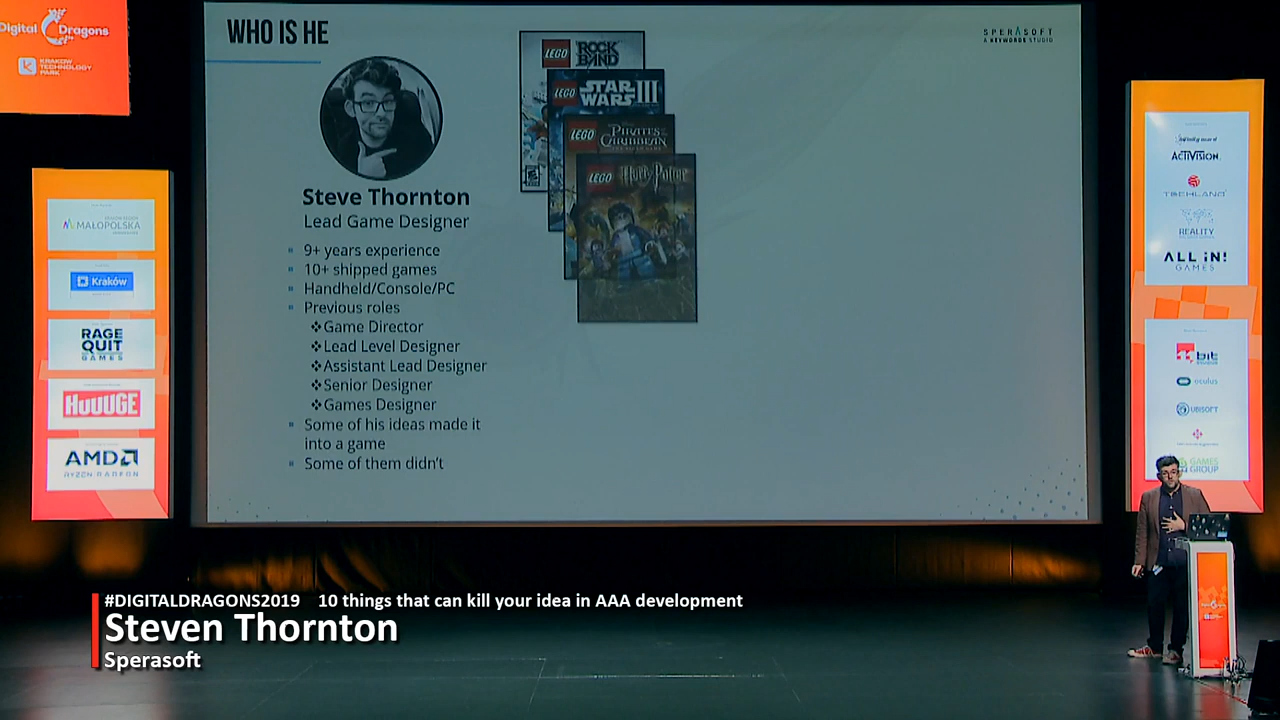 Digital Dragons
KRAKOW
TECHNOLOGY
PARK
WHO IS HE
SPERASOFT
A KEYWORDS STUDIO
LEGO ROCK
BAND
LEGO STAR
WARS III
LEGO PIRATES
of the
CARIBBEAN
LEGO Harry Potter
Steve Thornton
Lead Game Designer
▪ 9+ years experience
▪ 10+ shipped games
▪ Handheld/Console/PC
▪ Previous roles
❖Game Director
❖Lead Level Designer
❖Assistant Lead Designer
❖Senior Designer
❖Games Designer
▪ Some of his ideas made it
into a game
▪ Some of them didn't
MAŁOPOLSKA
Kraków
RAGE
QUIT
GAMES
HUUUGE
AMD
RYZEN RADEON
ACTIVISION
TECHLAND
REALITY
ALL iN!
GAMES
11 bit
oculus
UBISOFT
GAMES
GROUP
#DIGITALDRAGONS2019 10 things that can kill your idea in AAA development
Steven Thornton
Sperasoft